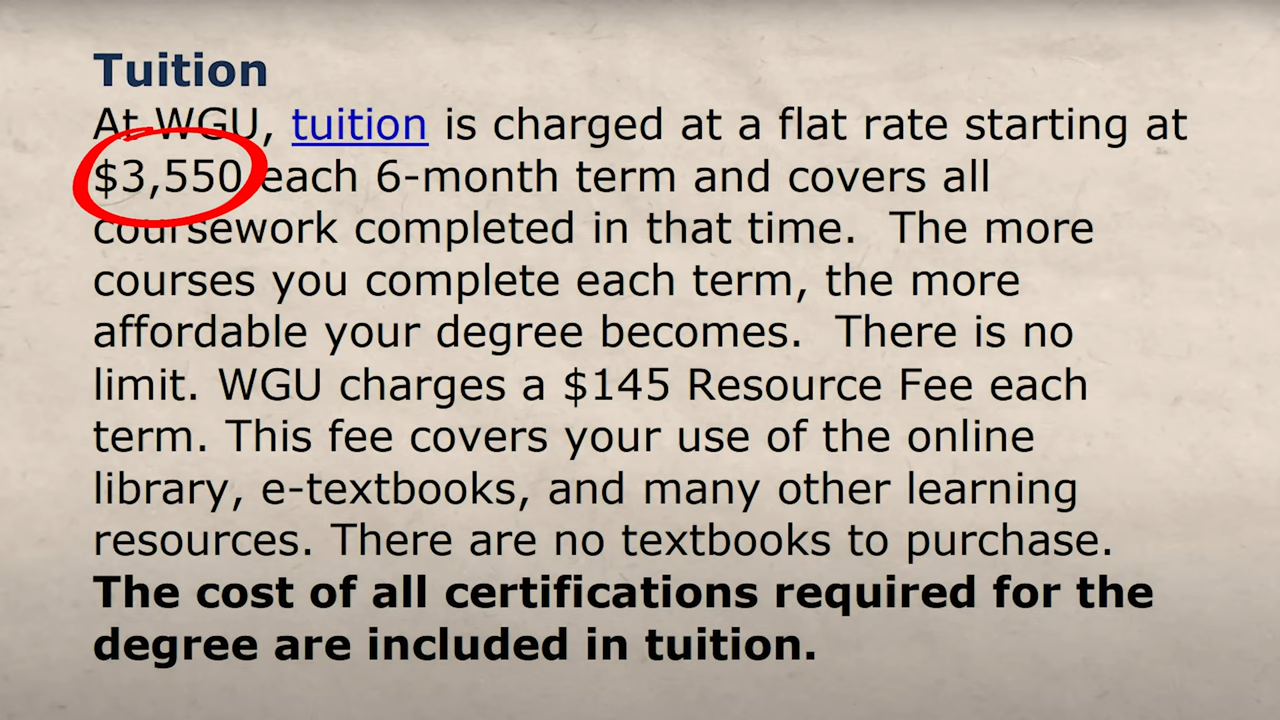 Tuition
At WGU, tuition is charged at a flat rate starting at
$3,550 each 6-month term and covers all
coursework completed in that time.  The more
courses you complete each term, the more
affordable your degree becomes.  There is no
limit. WGU charges a $145 Resource Fee each
term. This fee covers your use of the online
library, e-textbooks, and many other learning
resources. There are no textbooks to purchase.
The cost of all certifications required for the
degree are included in tuition.